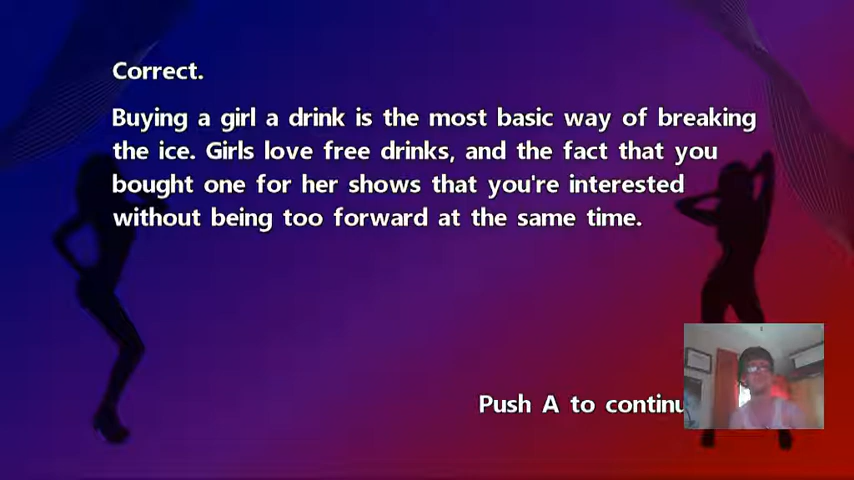 Correct.
Buying a girl a drink is the most basic way of breaking
the ice. Girls love free drinks, and the fact that you
bought one for her shows that you're interested
without being too forward at the same time.
Push A to continu